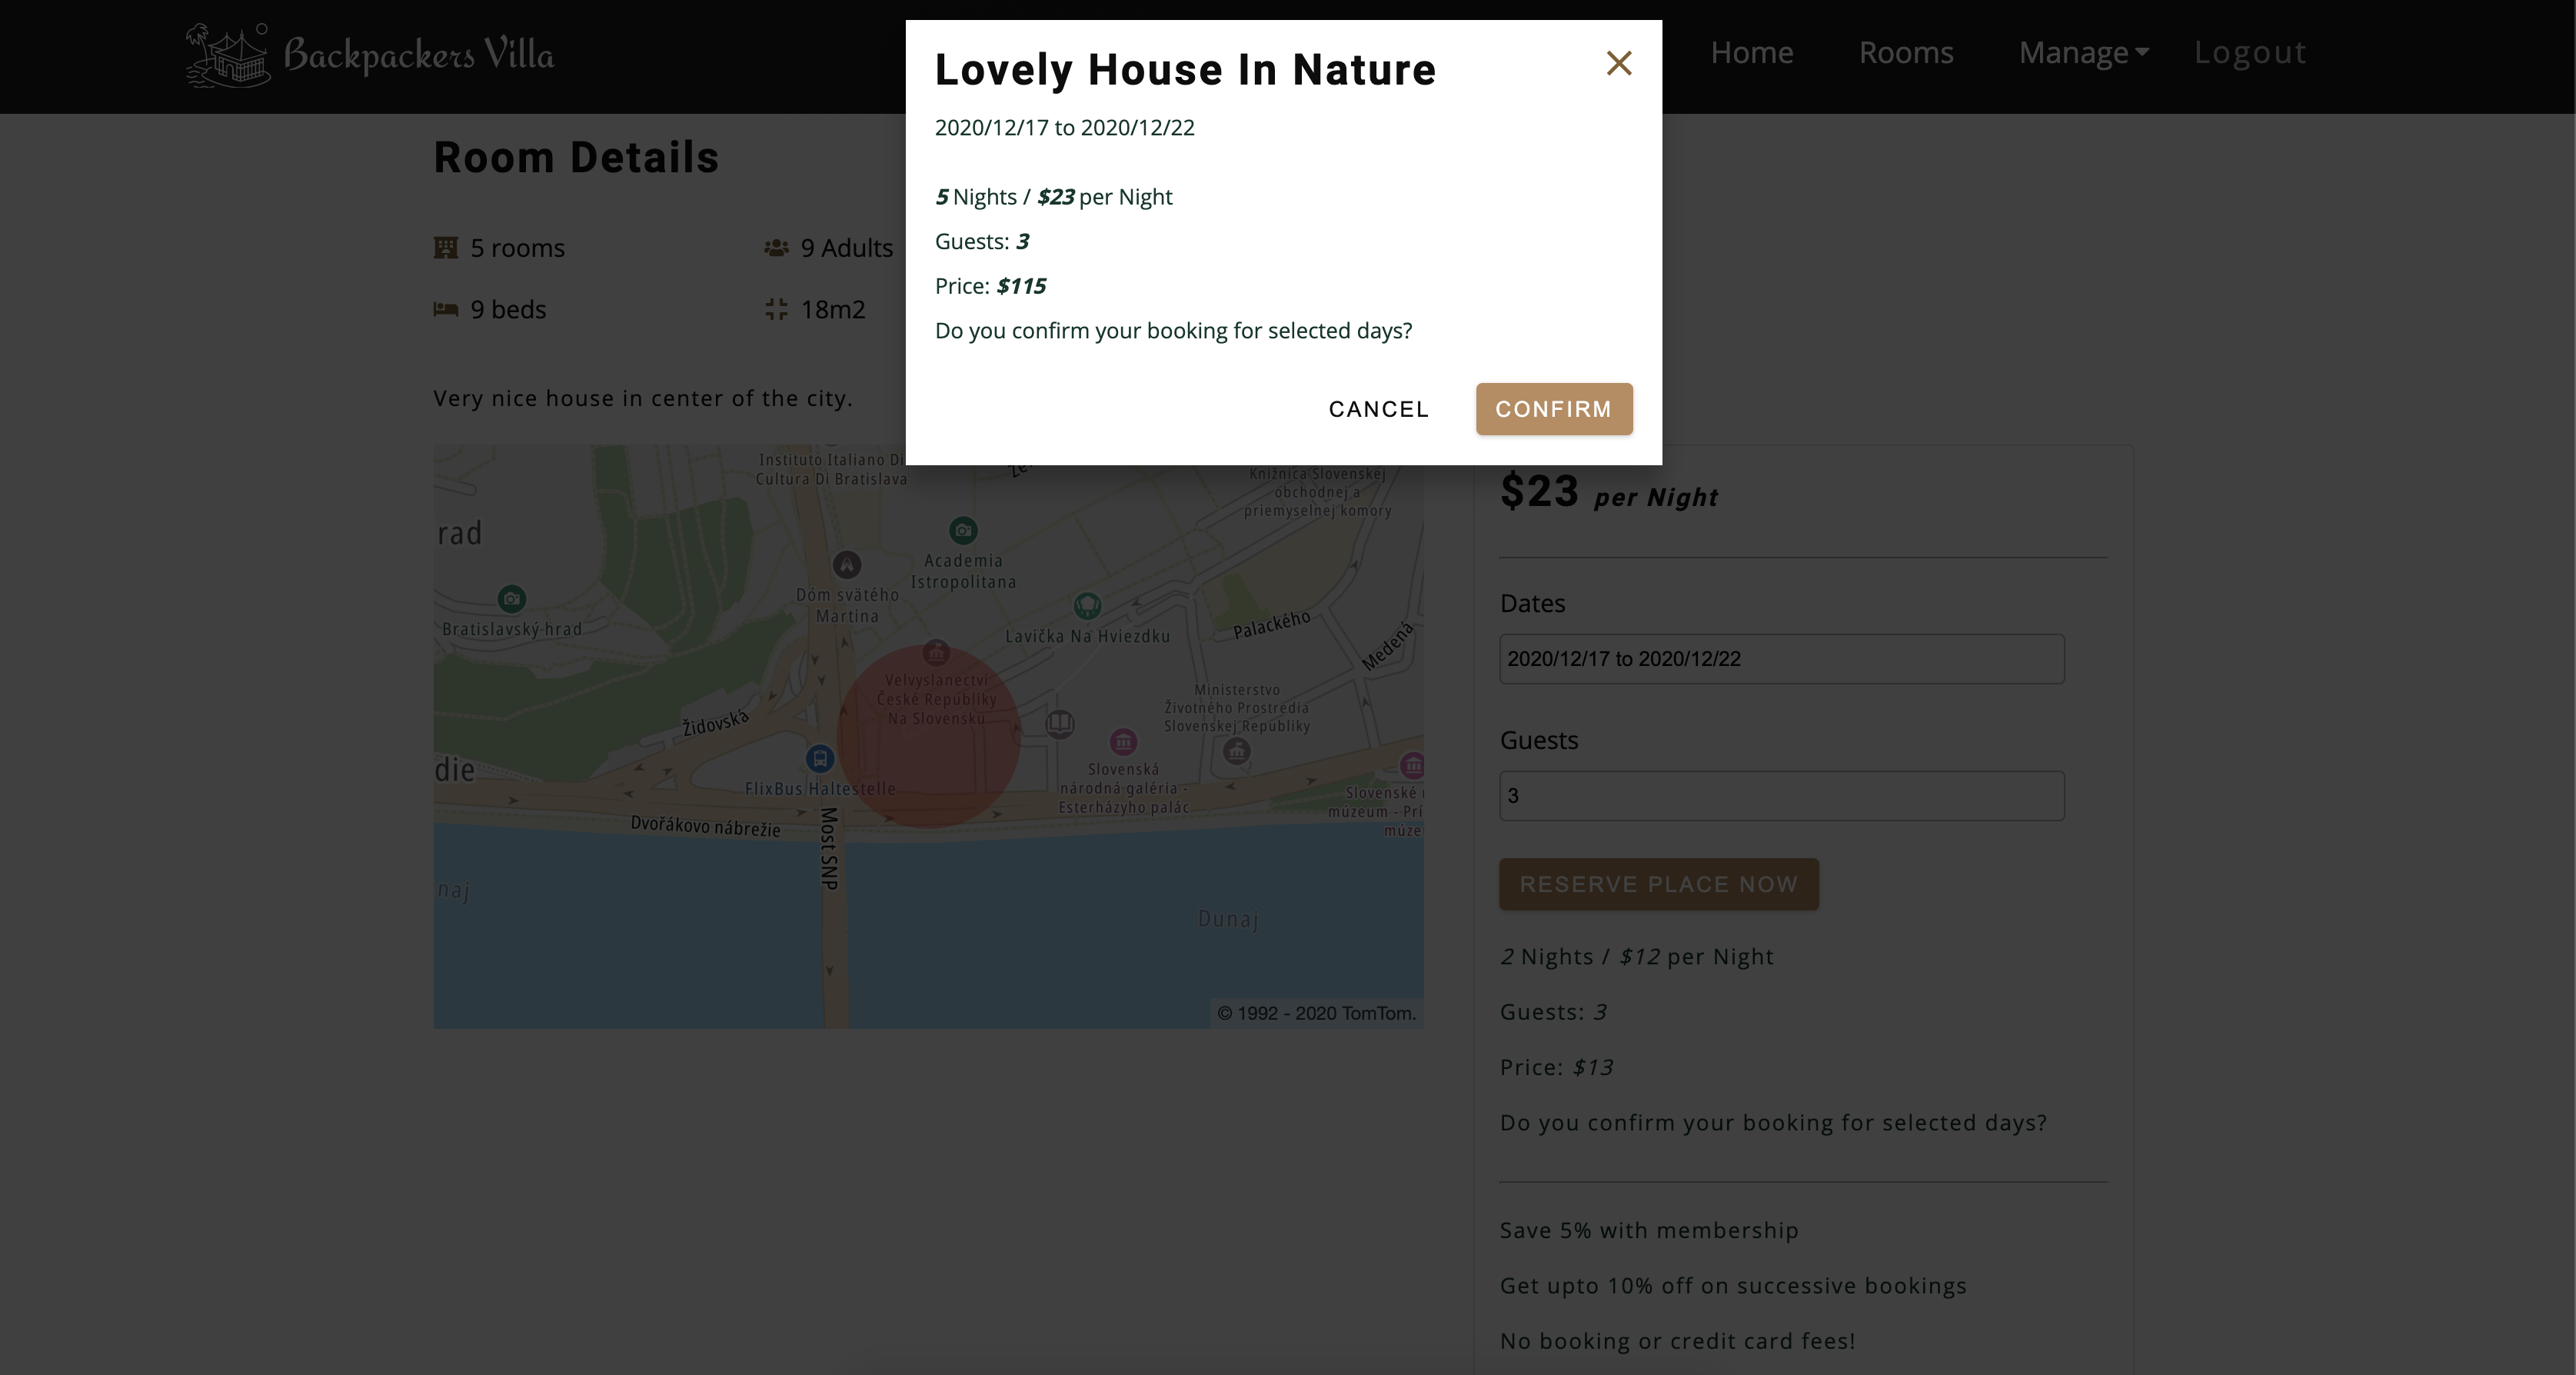 Backpackers Villa
Home
Rooms
Manage
Logout
Lovely House In Nature
2020/12/17 to 2020/12/22
5 Nights / $23 per Night
Guests: 3
Price: $115
Do you confirm your booking for selected days?
CANCEL
CONFIRM
Room Details
5 rooms
9 Adults
9 beds
18m2
Very nice house in center of the city.
Instituto Italiano Di
Cultura Di Bratislava
Knižnica Slovenskej
obchodnej a
priemyselnej komory
rad
Academia
Istropolitana
Dóm svätého
Martina
Bratislavský hrad
Lavička Na Hviezdku
Palackého
Medená
Velvyslanectví
České Republiky
Na Slovensku
Ministerstvo
Životného Prostredia
Slovenskej Republiky
Židovská
die
FlixBus Haltestelle
Slovenská
národná galéria -
Esterházyho palác
Slovenské
múzeum - Prí
múze
Dvořákovo nábrežie
Most SNP
naj
Dunaj
© 1992 - 2020 TomTom.
$23 per Night
Dates
2020/12/17 to 2020/12/22
Guests
3
RESERVE PLACE NOW
2 Nights / $12 per Night
Guests: 3
Price: $13
Do you confirm your booking for selected days?
Save 5% with membership
Get upto 10% off on successive bookings
No booking or credit card fees!